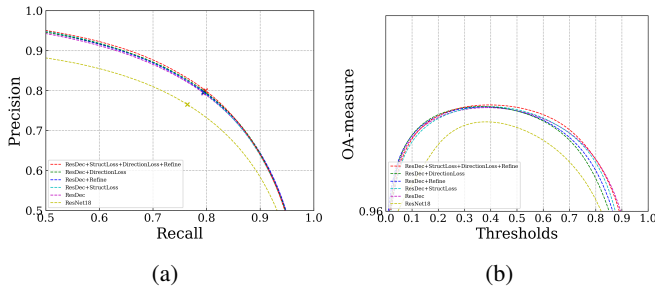 1.0
0.9
0.8
0.7
0.6
0.5
Precision
ResDec+StructLoss+DirectionLoss+Refine
ResDec+DirectionLoss
ResDec+Refine
ResDec+StructLoss
ResDec
ResNet18
0.5 0.6 0.7 0.8 0.9 1.0
Recall
(a)
OA-measure
0.96
ResDec+StructLoss+DirectionLoss+Refine
ResDec+DirectionLoss
ResDec+Refine
ResDec+StructLoss
ResDec
ResNet18
0.0 0.1 0.2 0.3 0.4 0.5 0.6 0.7 0.8 0.9 1.0
Thresholds
(b)